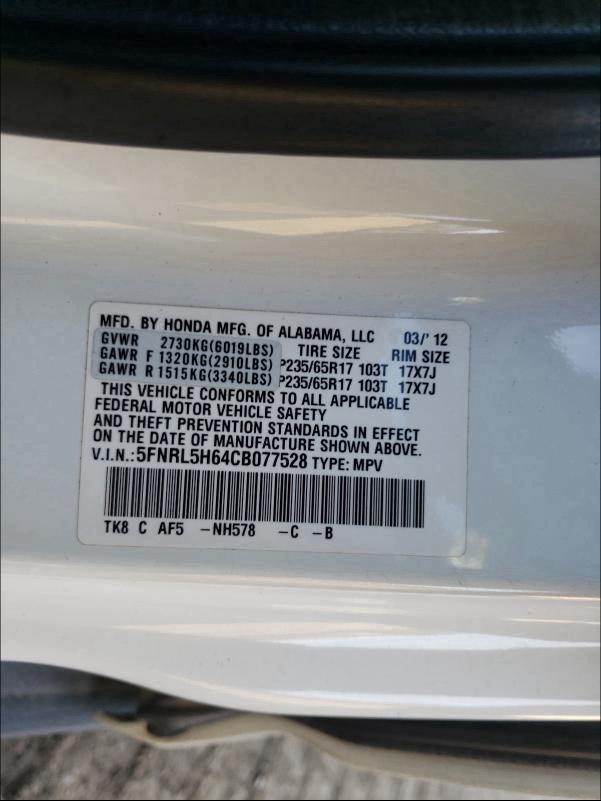 MFD. BY HONDA MFG. OF ALABAMA, LLC 03/'12
GVWR 2730KG(6019LBS) TIRE SIZE RIM SIZE
GAWR F 1320KG(2910LBS) P235/65R17 103T 17X7J
GAWR R 1515KG(3340LBS) P235/65R17 103T 17X7J
THIS VEHICLE CONFORMS TO ALL APPLICABLE
FEDERAL MOTOR VEHICLE SAFETY
AND THEFT PREVENTION STANDARDS IN EFFECT
ON THE DATE OF MANUFACTURE SHOWN ABOVE.
V.I.N.:5FNRL5H64CB077528 TYPE: MPV
TK8 C AF5 -NH578 -C -B